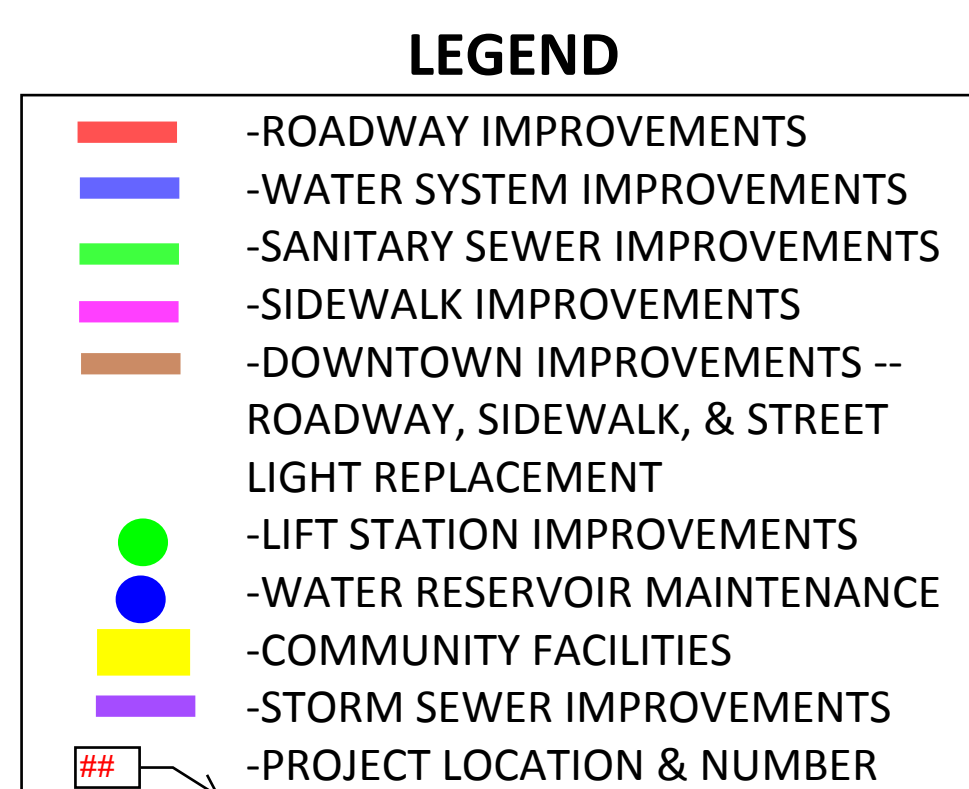 LEGEND
-ROADWAY IMPROVEMENTS
-WATER SYSTEM IMPROVEMENTS
-SANITARY SEWER IMPROVEMENTS
-SIDEWALK IMPROVEMENTS
-DOWNTOWN IMPROVEMENTS --
ROADWAY, SIDEWALK, & STREET
LIGHT REPLACEMENT
-LIFT STATION IMPROVEMENTS
-WATER RESERVOIR MAINTENANCE
-COMMUNITY FACILITIES
-STORM SEWER IMPROVEMENTS
## -PROJECT LOCATION & NUMBER